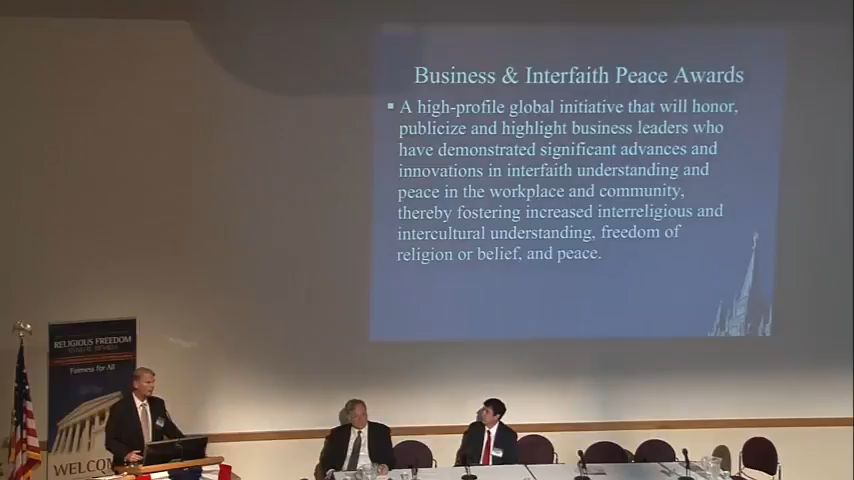 Business & Interfaith Peace Awards
▪ A high-profile global initiative that will honor,
publicize and highlight business leaders who
have demonstrated significant advances and
innovations in interfaith understanding and
peace in the workplace and community,
thereby fostering increased interreligious and
intercultural understanding, freedom of
religion or belief, and peace.
RELIGIOUS FREEDOM
Fairness for All
WELCOM